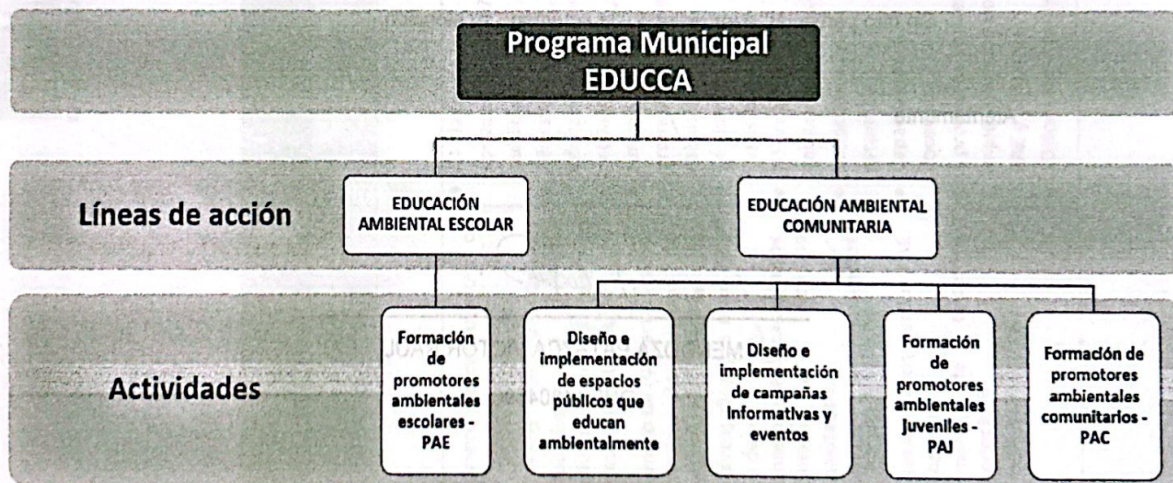 Programa Municipal
EDUCCA
Líneas de acción
EDUCACIÓN
AMBIENTAL ESCOLAR
EDUCACIÓN AMBIENTAL
COMUNITARIA
Actividades
Formación
de
promotores
ambientales
escolares -
PAE
Diseño e
implementación
de espacios
públicos que
educan
ambientalmente
Diseño e
implementación
de campañas
informativas y
eventos
Formación
de
promotores
ambientales
juveniles - PAJ
Formación de
promotores
ambientales
comunitarios -
PAC